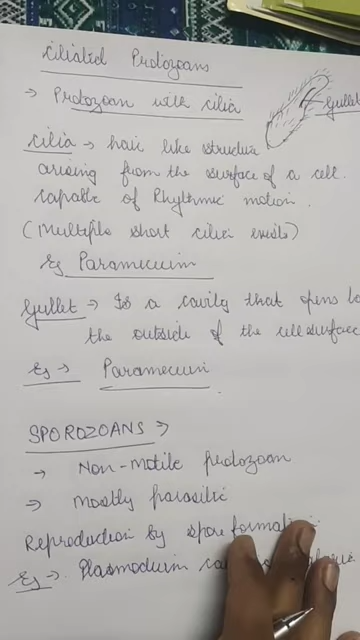 Ciliated Protozoans
→ Protozoan with cilia
Gullet
Cilia → hair like structure
arising from the surface of a cell.
capable of Rhythmic motion.
(Multiple short cilia exists)
Eg Paramecium
Gullet → Is a cavity that opens to
the outside of the cell surface
Eg → Paramecium
SPOROZOANS →
→ Non-Motile protozoan
→ Mostly Parasitic
Reproduction by spore formation
Eg → Plasmodium